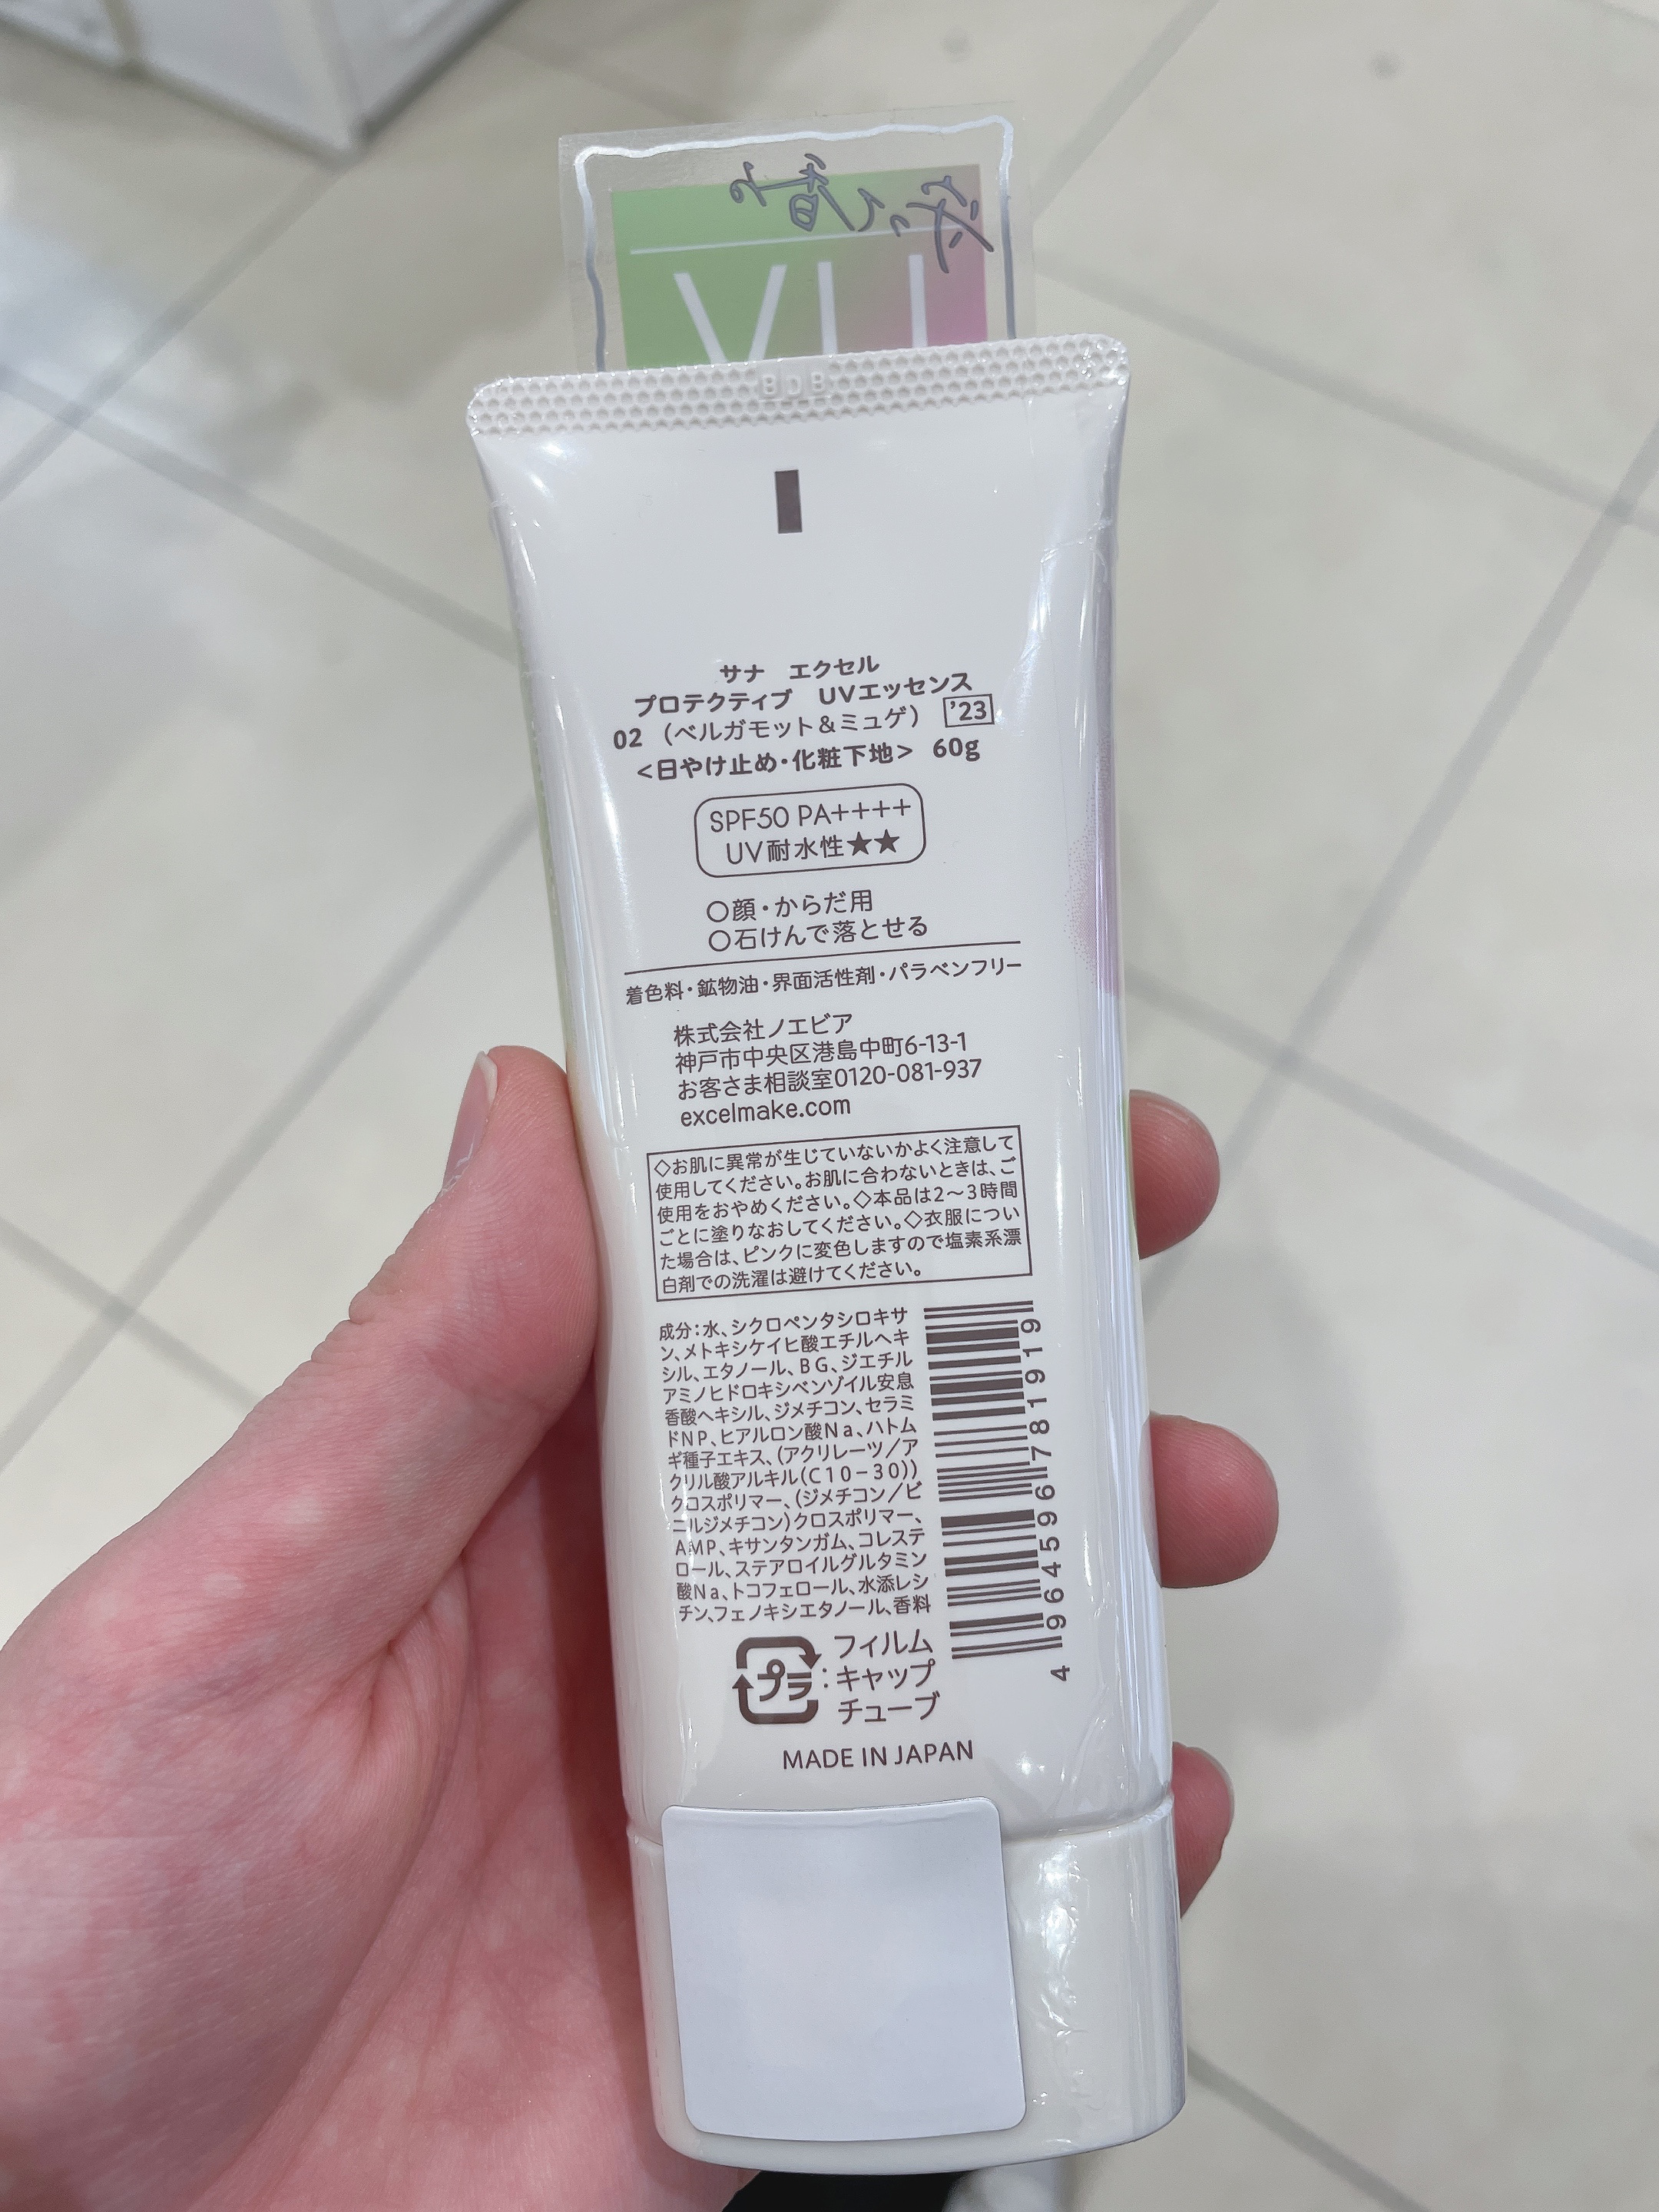 守って香れ
UV
BDB
サナ エクセル
プロテクティブ UVエッセンス
02 (ベルガモット&ミュゲ) '23
<日やけ止め・化粧下地> 60g
SPF50 PA++++
UV耐水性★★
○顔・からだ用
○石けんで落とせる
着色料・鉱物油・界面活性剤・パラベンフリー
株式会社ノエビア
神戸市中央区港島中町6-13-1
お客さま相談室0120-081-937
excelmake.com
◇お肌に異常が生じていないかよく注意して
使用してください。お肌に合わないときは、ご
使用をおやめください。◇本品は2〜3時間
ごとに塗りなおしてください。◇衣服につい
た場合は、ピンクに変色しますので塩素系漂
白剤での洗濯は避けてください。
成分:水、シクロペンタシロキサ
ン、メトキシケイヒ酸エチルヘキ
シル、エタノール、BG、ジエチル
アミノヒドロキシベンゾイル安息
香酸ヘキシル、ジメチコン、セラミ
ドNP、ヒアルロン酸Na、ハトム
ギ種子エキス、(アクリレーツ/ア
クリル酸アルキル(C10-30))
クロスポリマー、(ジメチコン/ビ
ニルジメチコン)クロスポリマー、
AMP、キサンタンガム、コレステ
ロール、ステアロイルグルタミン
酸Na、トコフェロール、水添レシ
チン、フェノキシエタノール、香料
4 964596 781919
プラ : フィルム
キャップ
チューブ
MADE IN JAPAN